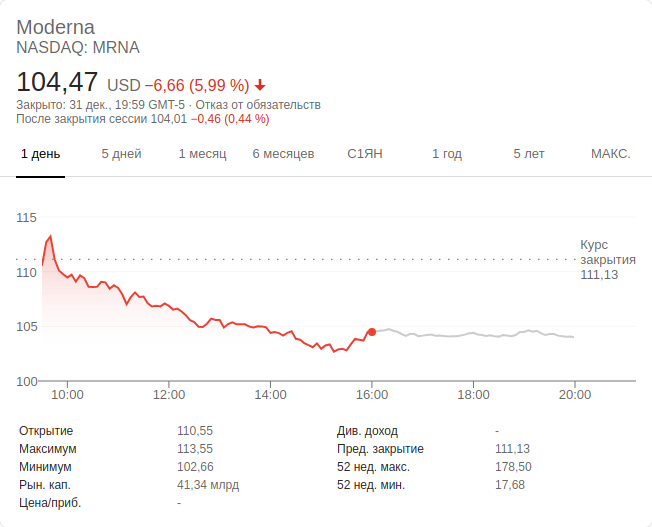 Moderna
NASDAQ: MRNA
104,47 USD −6,66 (5,99 %)
Закрыто: 31 дек., 19:59 GMT-5 · Отказ от обязательств
После закрытия сессии 104,01 −0,46 (0,44 %)
1 день 5 дней 1 месяц 6 месяцев С1ЯН 1 год 5 лет МАКС.
115
Курс
закрытия
111,13
110
105
100
10:00 12:00 14:00 16:00 18:00 20:00
Открытие 110,55 Див. доход -
Максимум 113,55 Пред. закрытие 111,13
Минимум 102,66 52 нед. макс. 178,50
Рын. кап. 41,34 млрд 52 нед. мин. 17,68
Цена/приб. -